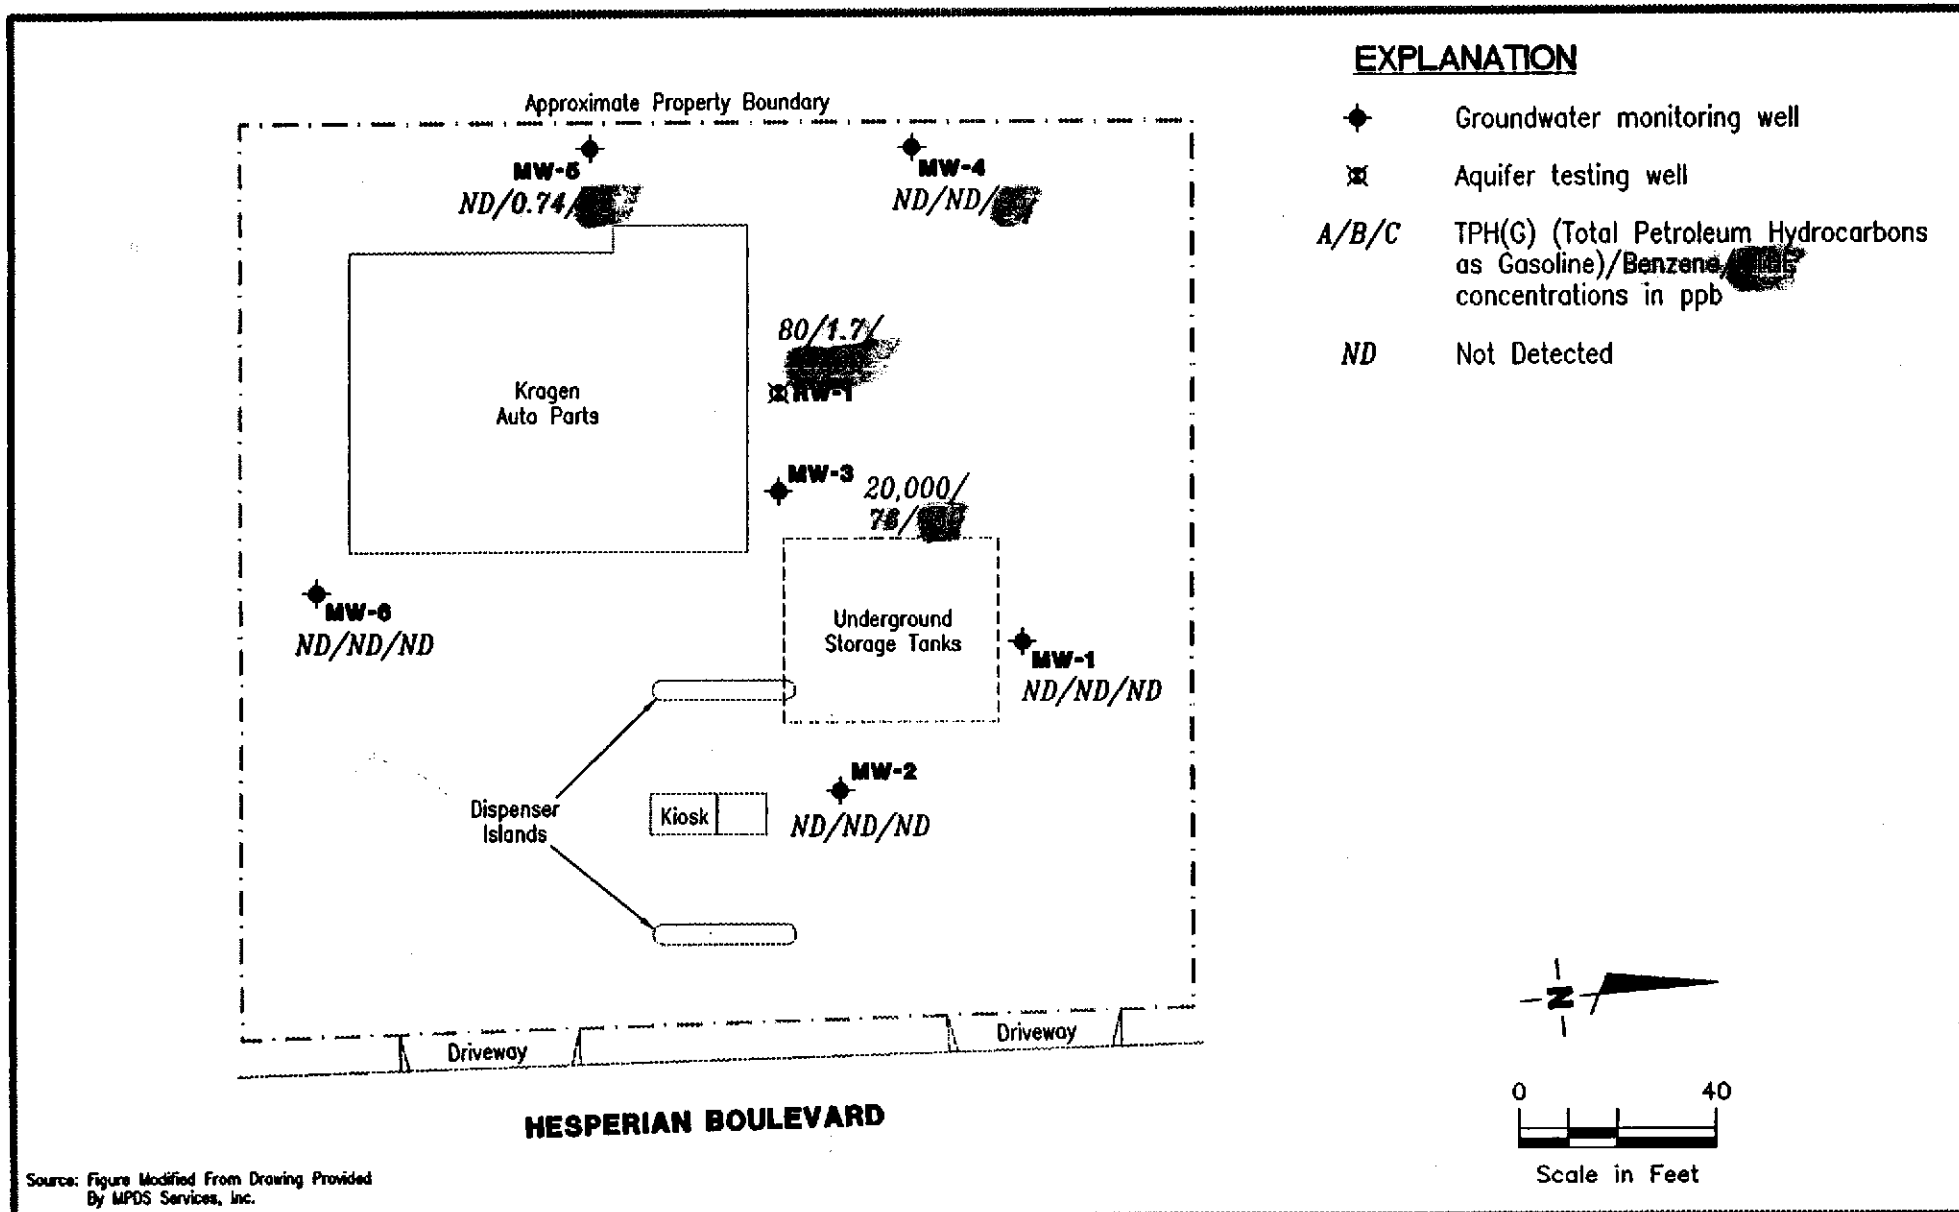 EXPLANATION
Approximate Property Boundary
Groundwater monitoring well
Aquifer testing well
A/B/C TPH(G) (Total Petroleum Hydrocarbons
as Gasoline)/Benzene/
concentrations in ppb
ND Not Detected
MW-5
ND/0.74/
MW-4
ND/ND/
80/1.7/
RW-1
Kragen
Auto Parts
MW-3
20,000/
78/
MW-6
ND/ND/ND
Underground
Storage Tanks
MW-1
ND/ND/ND
MW-2
ND/ND/ND
Kiosk
Dispenser
Islands
N
Driveway
Driveway
HESPERIAN BOULEVARD
0 40
Scale in Feet
Source: Figure Modified From Drawing Provided
By MPDS Services, Inc.